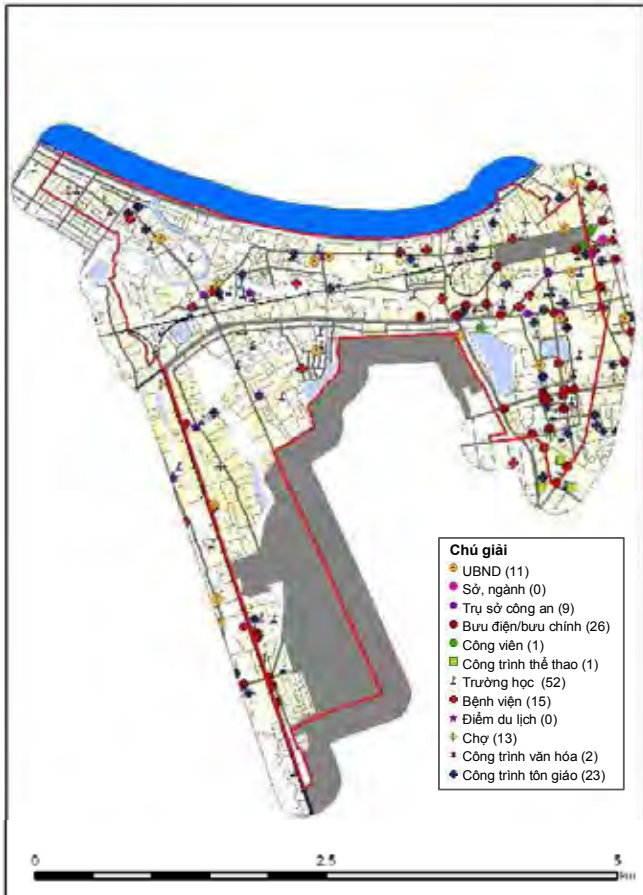 Chú giải
UBND (11)
Sở, ngành (0)
Trụ sở công an (9)
Bưu điện/bưu chính (26)
Công viên (1)
Công trình thể thao (1)
Trường học (52)
Bệnh viện (15)
Điểm du lịch (0)
Chợ (13)
Công trình văn hóa (2)
Công trình tôn giáo (23)
0 2.5 5
km